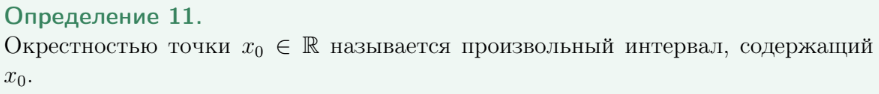 Определение 11.
Окрестностью точки x₀ ∈ ℝ называется произвольный интервал, содержащий
x₀.